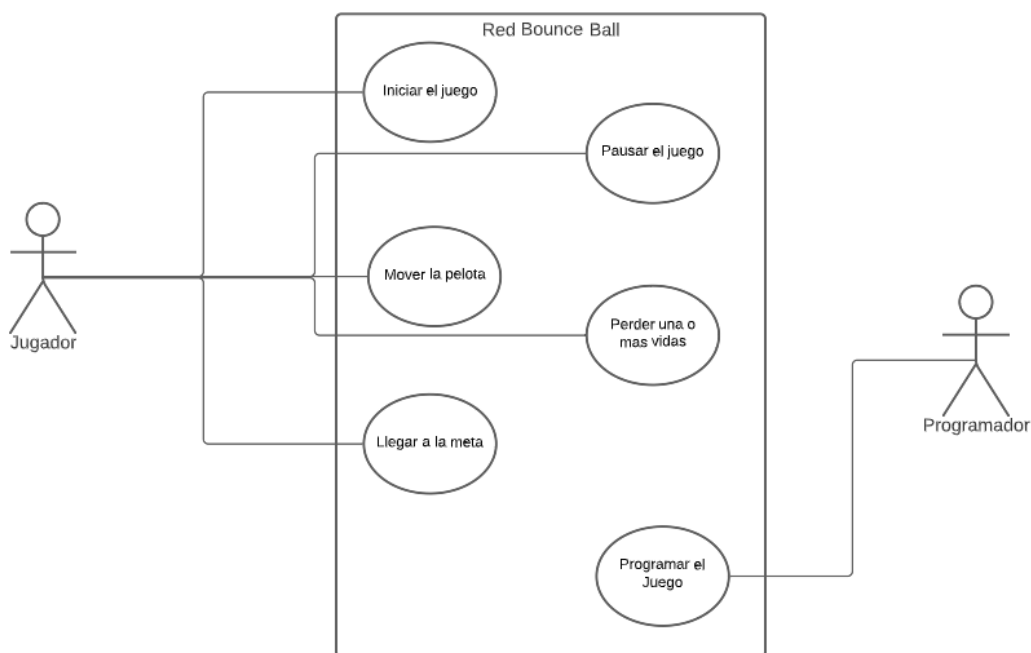 Red Bounce Ball
Iniciar el juego
Pausar el juego
Mover la pelota
Perder una o
mas vidas
Jugador
Llegar a la meta
Programador
Programar el
Juego